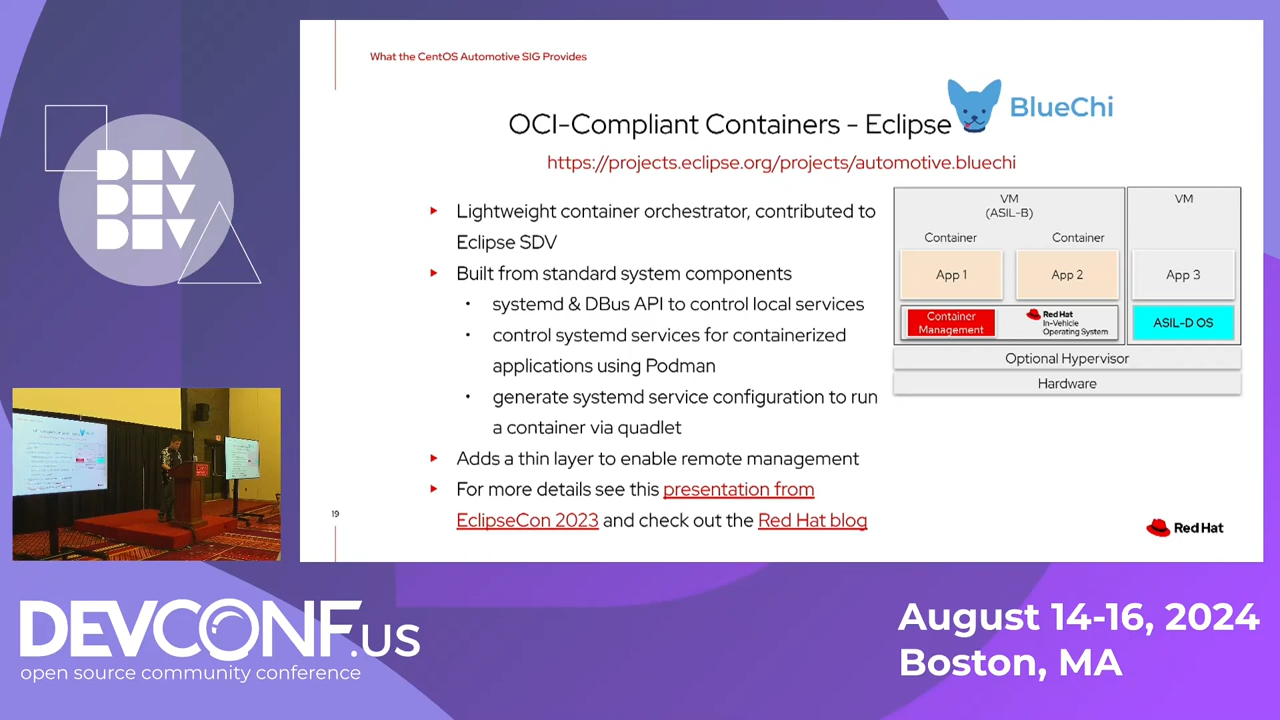 What the CentOS Automotive SIG Provides
OCI-Compliant Containers - Eclipse
BlueChi
https://projects.eclipse.org/projects/automotive.bluechi
Lightweight container orchestrator, contributed to
Eclipse SDV
Built from standard system components
systemd & DBus API to control local services
control systemd services for containerized
applications using Podman
generate systemd service configuration to run
a container via quadlet
Adds a thin layer to enable remote management
For more details see this presentation from
EclipseCon 2023 and check out the Red Hat blog
VM
(ASIL-B)
VM
Container
Container
App 1
App 2
App 3
Container
Management
Red Hat
In-Vehicle
Operating System
ASIL-D OS
Optional Hypervisor
Hardware
19
Red Hat
DEV
DEV
DEV
DEVCONF.US
open source community conference
August 14-16, 2024
Boston, MA